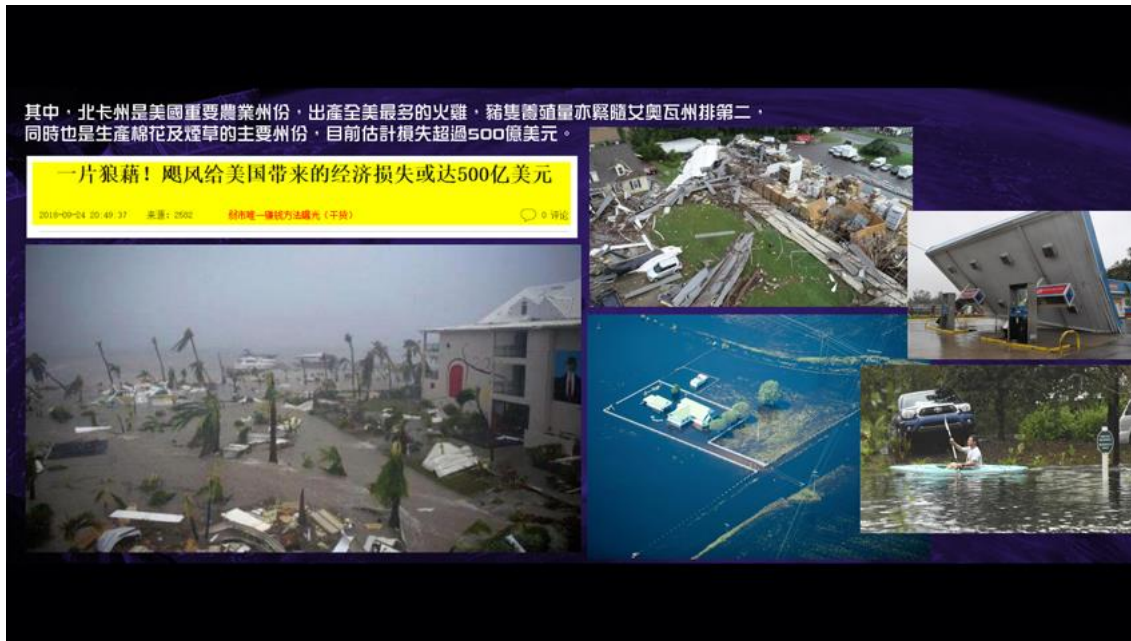 其中，北卡州是美國重要農業州份，出產全美最多的火雞，豬隻養殖量亦緊隨艾奧瓦州排第二，
同時也是生產棉花及煙草的主要州份，目前估計損失超過500億美元。
一片狼藉！飓风给美国带来的经济损失或达500亿美元
2018-09-24 20:49:37 来源：2502 0 评论